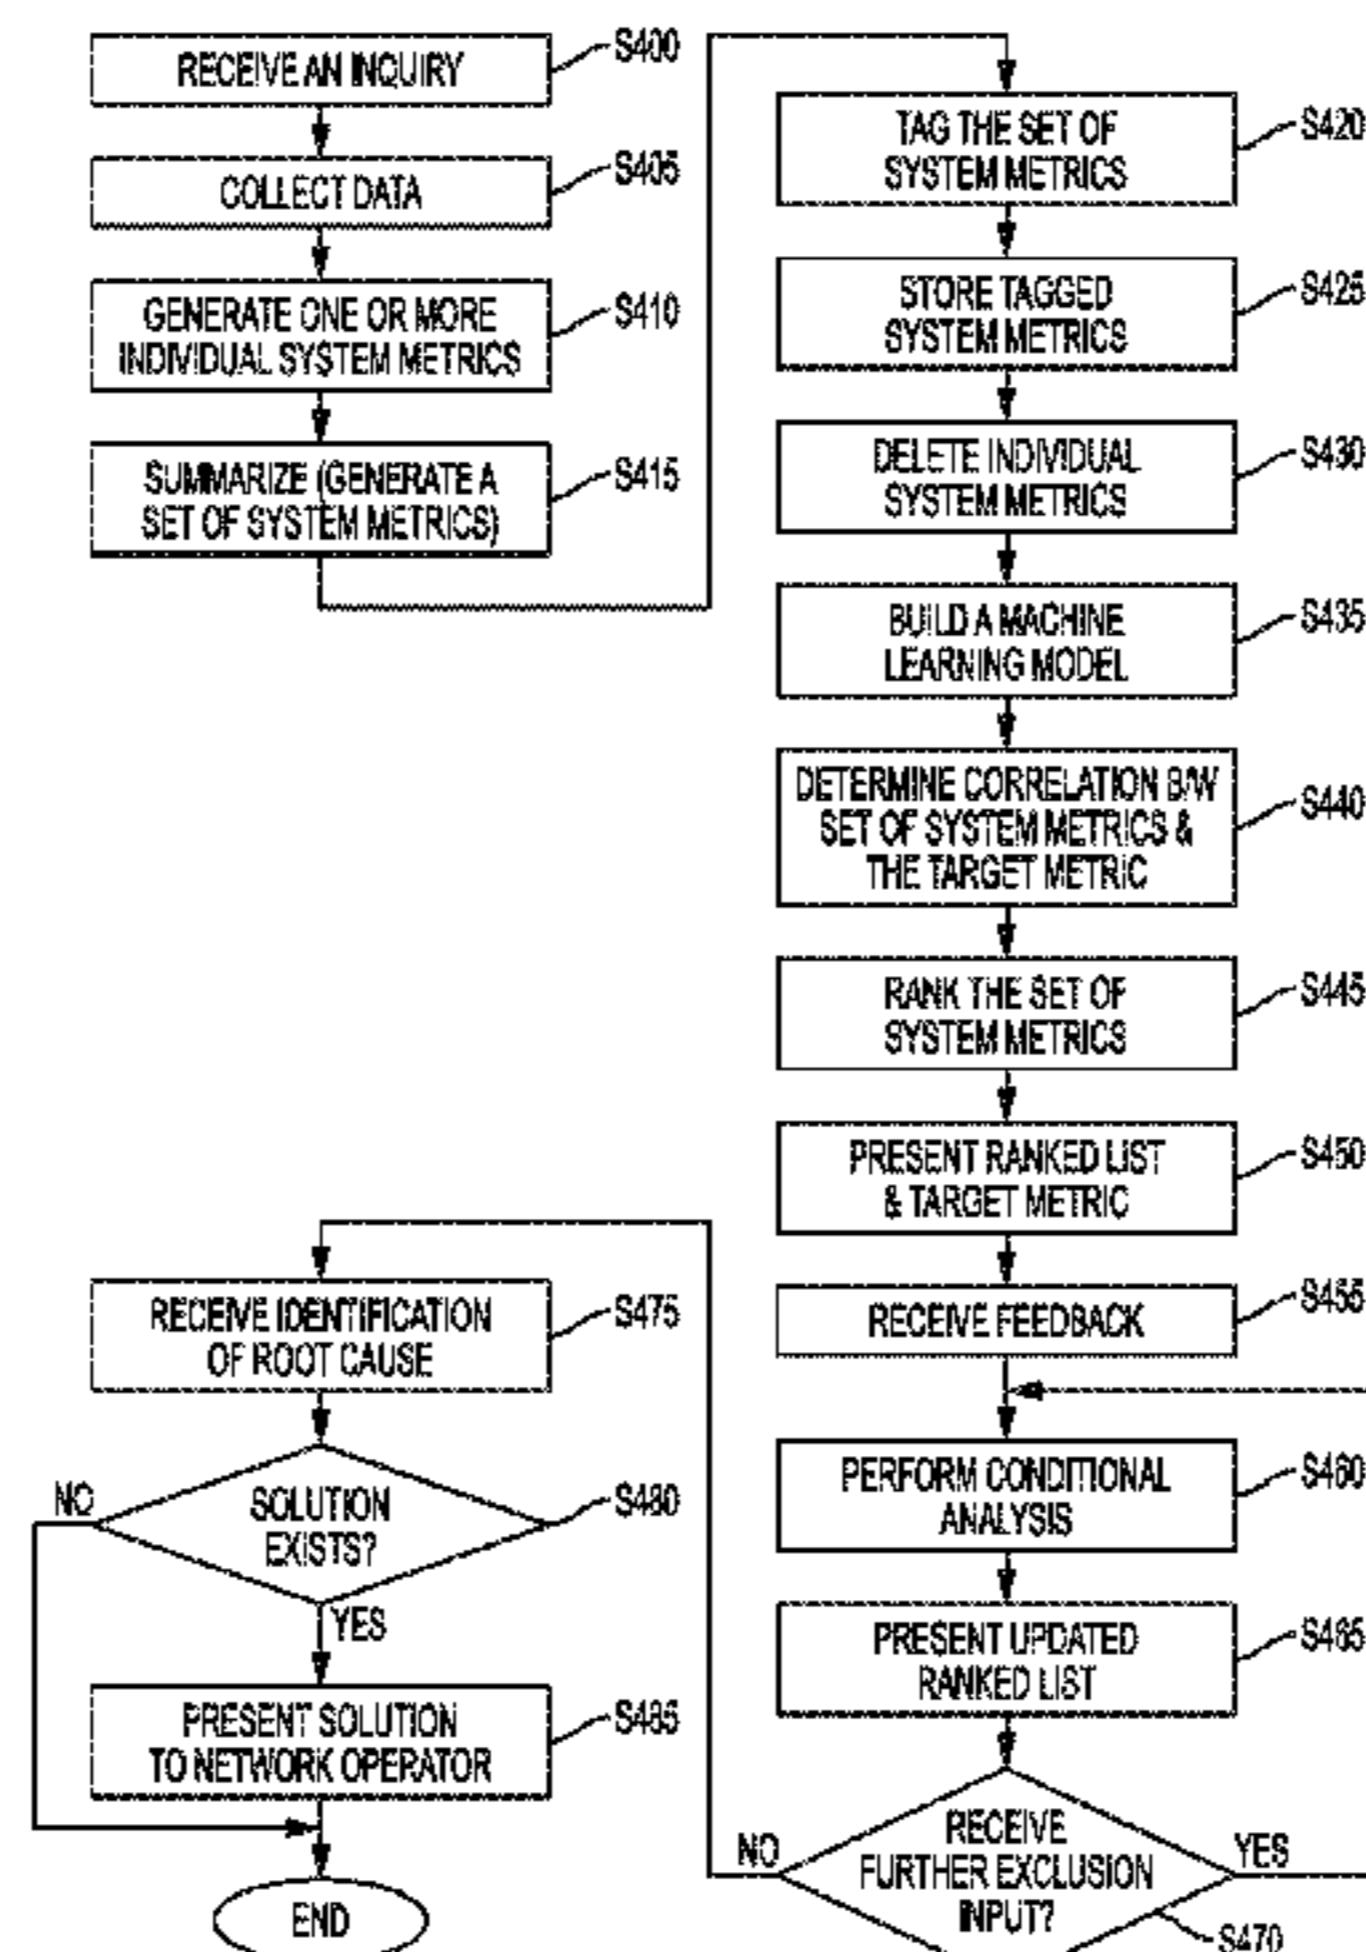 RECEIVE AN INQUIRY
S400
COLLECT DATA
S405
GENERATE ONE OR MORE
INDIVIDUAL SYSTEM METRICS
S410
SUMMARIZE (GENERATE A
SET OF SYSTEM METRICS)
S415
TAG THE SET OF
SYSTEM METRICS
S420
STORE TAGGED
SYSTEM METRICS
S425
DELETE INDIVIDUAL
SYSTEM METRICS
S430
BUILD A MACHINE
LEARNING MODEL
S435
DETERMINE CORRELATION B/W
SET OF SYSTEM METRICS &
THE TARGET METRIC
S440
RANK THE SET OF
SYSTEM METRICS
S445
PRESENT RANKED LIST
& TARGET METRIC
S450
RECEIVE FEEDBACK
S455
PERFORM CONDITIONAL
ANALYSIS
S460
PRESENT UPDATED
RANKED LIST
S465
RECEIVE
FURTHER EXCLUSION
INPUT?
NO
YES
S470
RECEIVE IDENTIFICATION
OF ROOT CAUSE
S475
SOLUTION
EXISTS?
NO
S480
YES
PRESENT SOLUTION
TO NETWORK OPERATOR
S485
END